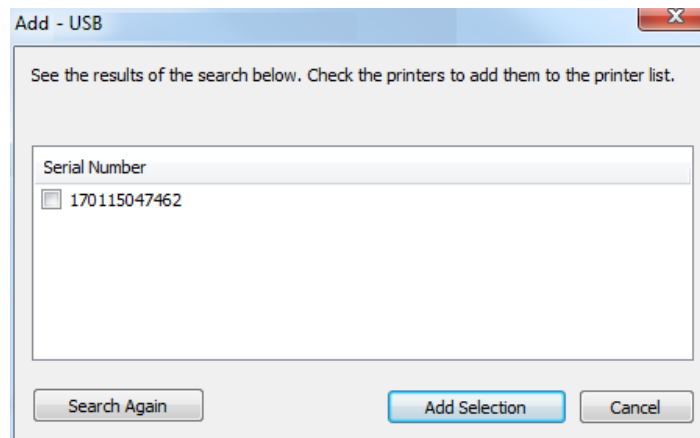 Add - USB
See the results of the search below. Check the printers to add them to the printer list.
Serial Number
170115047462
Search Again
Add Selection
Cancel